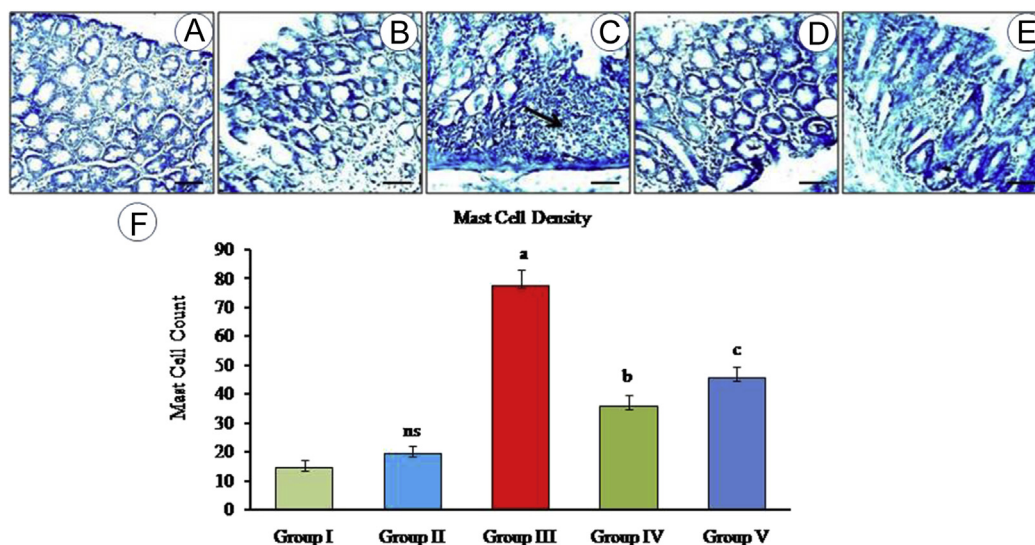 A B C D E
F
Mast Cell Density
Mast Cell Count
90
80
70
60
50
40
30
20
10
0
ns
a
b
c
Group I Group II Group III Group IV Group V